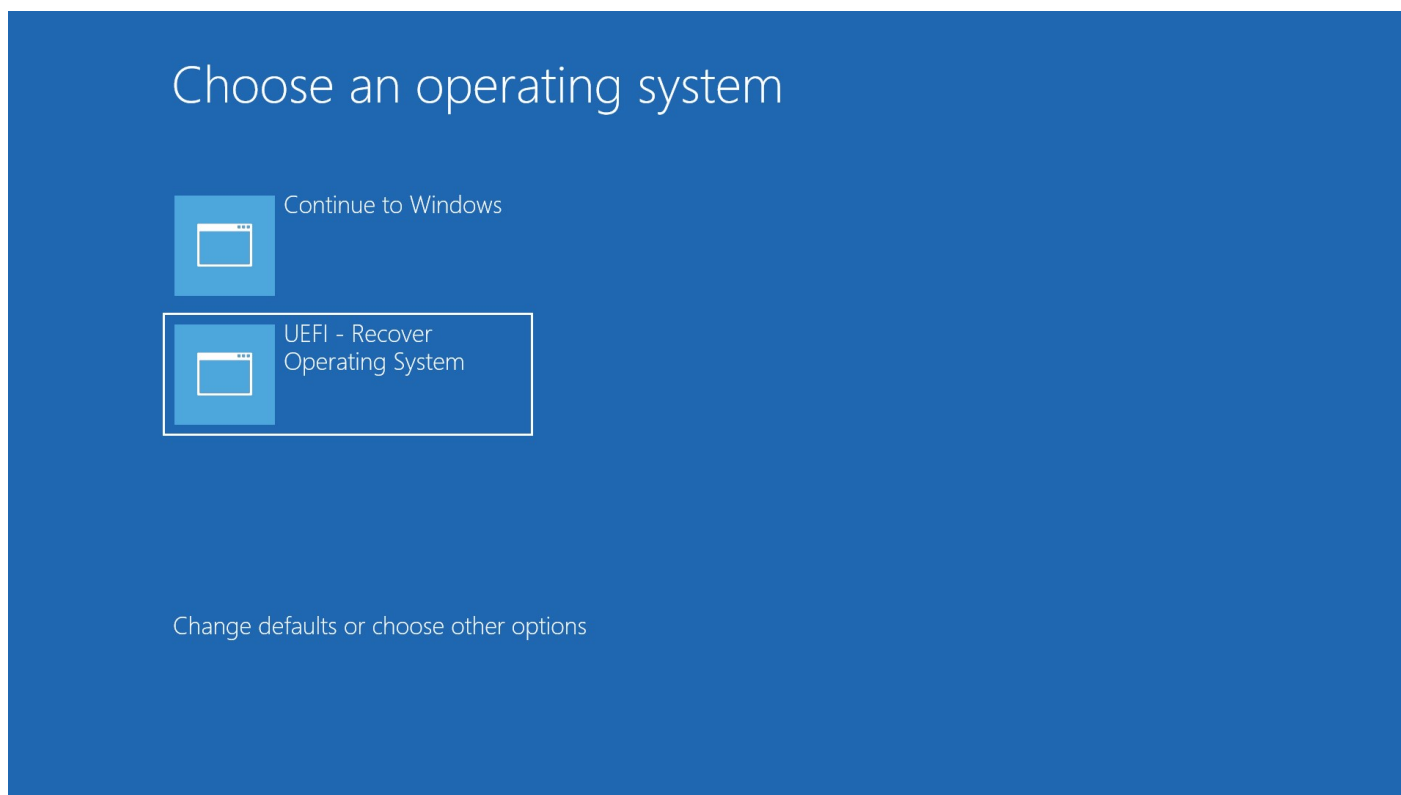 Choose an operating system
Continue to Windows
UEFI - Recover
Operating System
Change defaults or choose other options